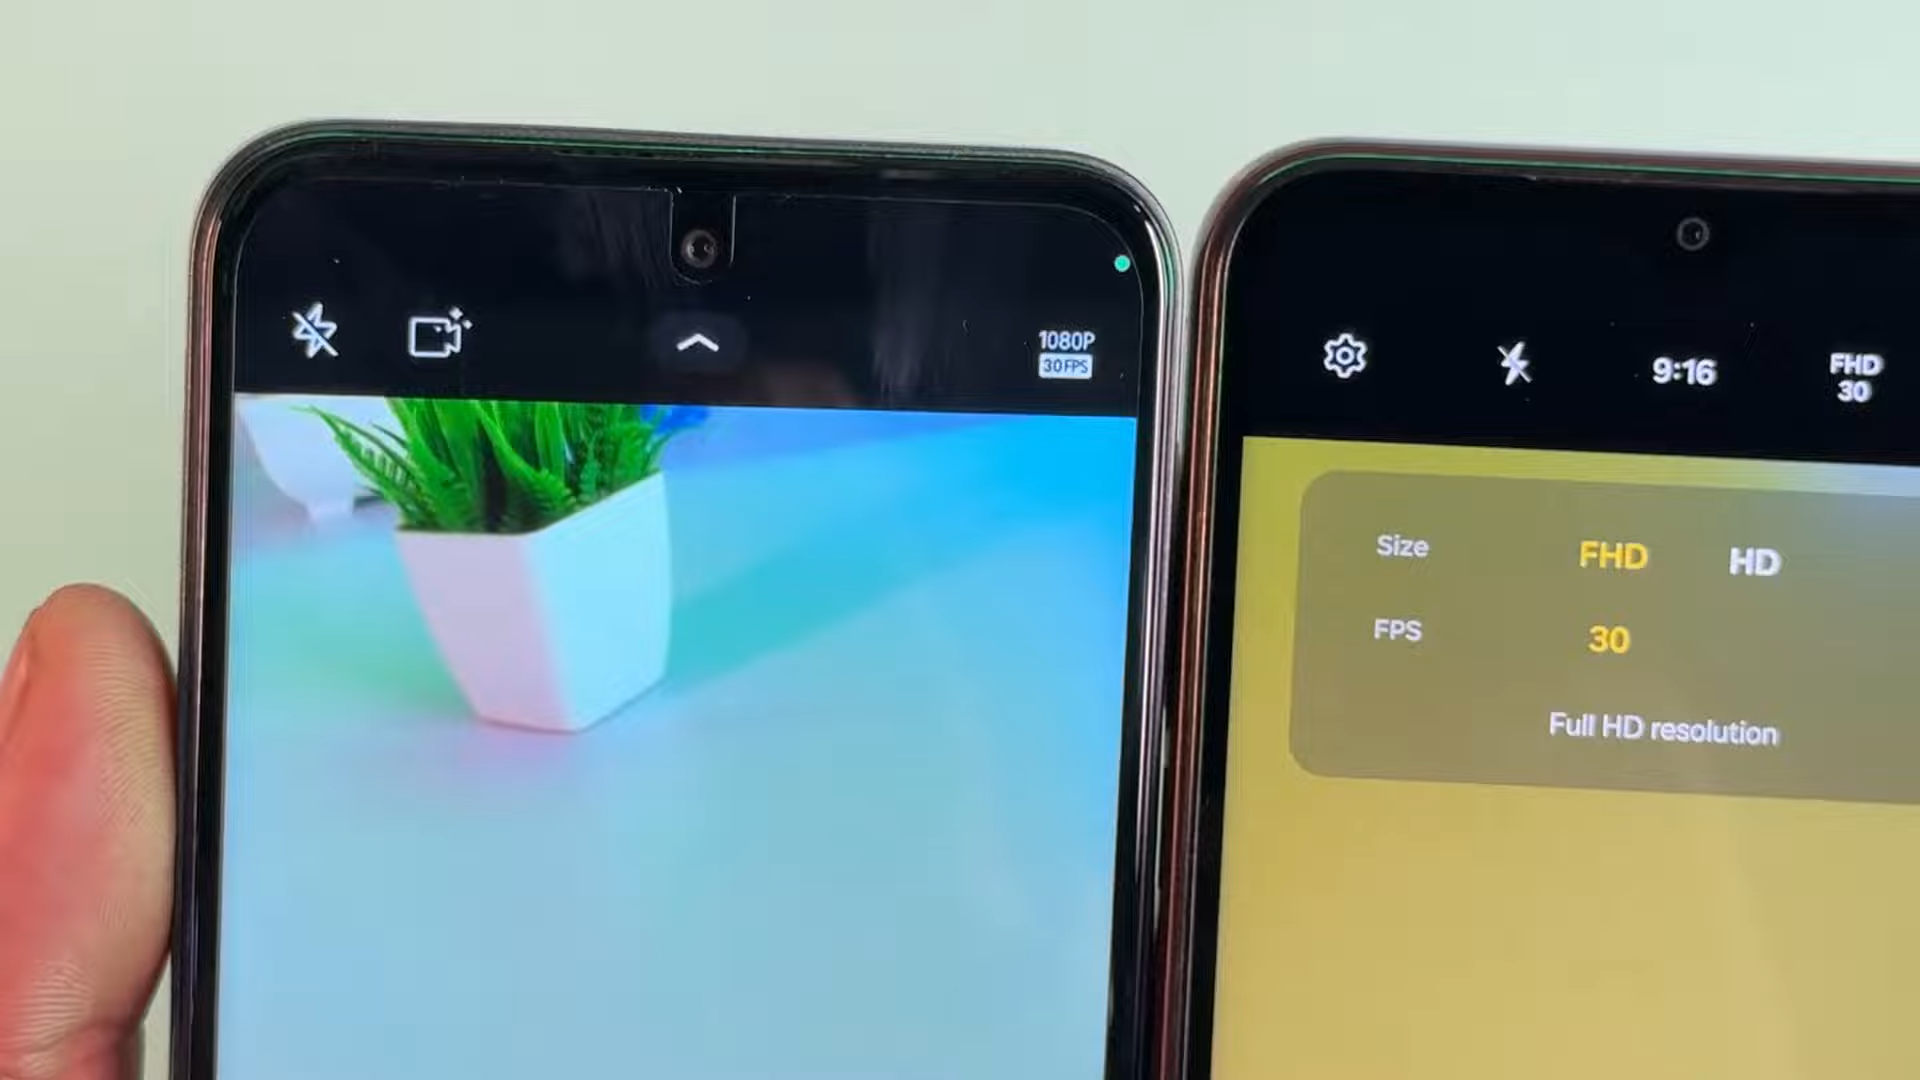 1080P
30FPS
9:16
FHD
30
Size FHD HD
FPS 30
Full HD resolution